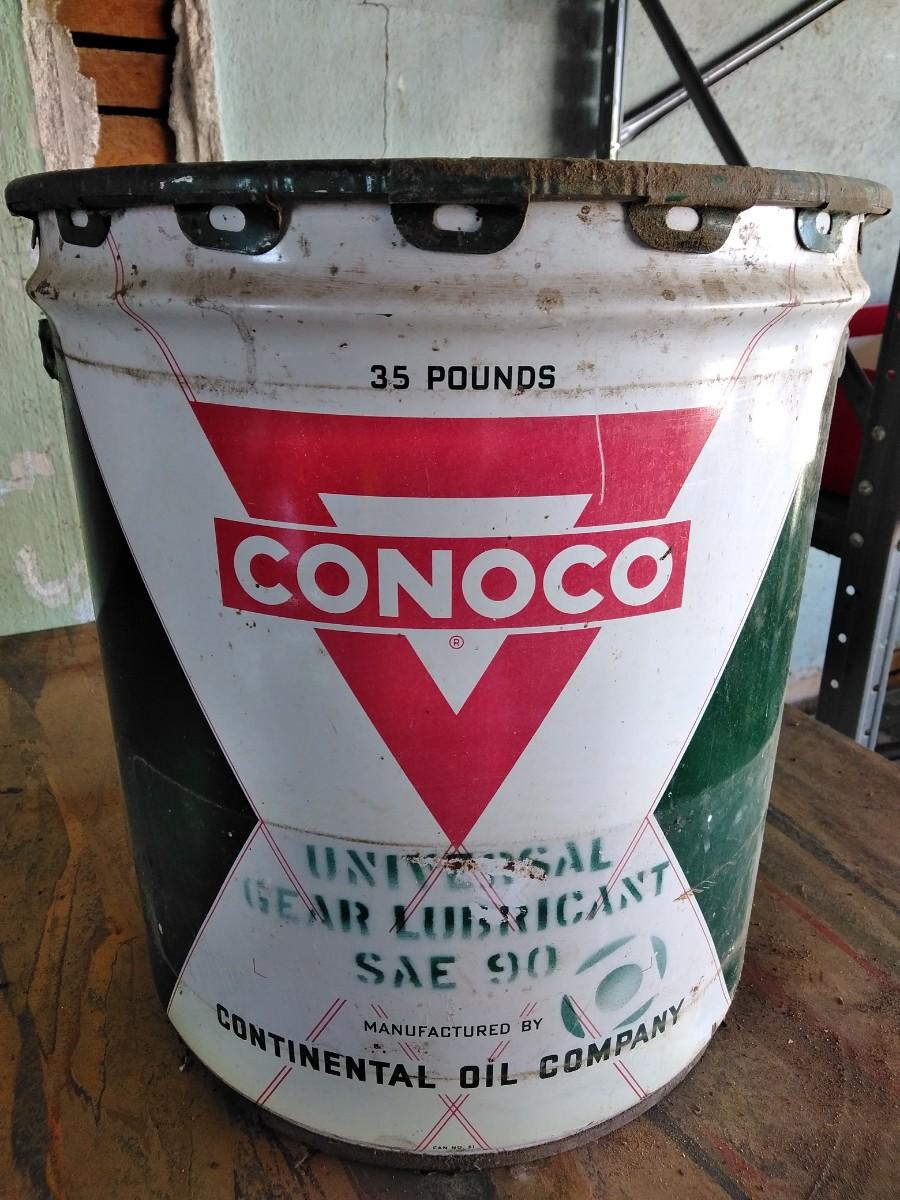 35 POUNDS
CONOCO
®
UNIVERSAL
GEAR LUBRICANT
SAE 90
MANUFACTURED BY
CONTINENTAL OIL COMPANY